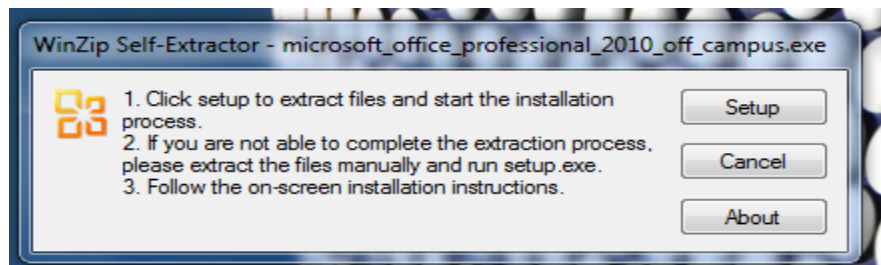 WinZip Self-Extractor - microsoft_office_professional_2010_off_campus.exe
1. Click setup to extract files and start the installation
process.
2. If you are not able to complete the extraction process,
please extract the files manually and run setup.exe.
3. Follow the on-screen installation instructions.
Setup
Cancel
About